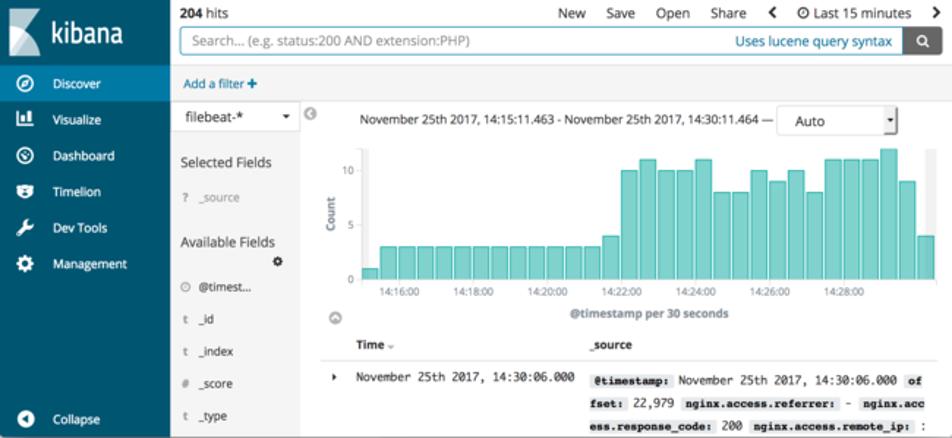 kibana
Discover
Visualize
Dashboard
Timelion
Dev Tools
Management
Collapse
204 hits
New Save Open Share Last 15 minutes
Search... (e.g. status:200 AND extension:PHP) Uses lucene query syntax
Add a filter +
filebeat-*
Selected Fields
? _source
Available Fields
@timest...
t _id
t _index
# _score
t _type
November 25th 2017, 14:15:11.463 - November 25th 2017, 14:30:11.464 — Auto
Count
10
5
0
14:16:00 14:18:00 14:20:00 14:22:00 14:24:00 14:26:00 14:28:00
@timestamp per 30 seconds
Time _source
November 25th 2017, 14:30:06.000 @timestamp: November 25th 2017, 14:30:06.000 of
fset: 22,979 nginx.access.referrer: - nginx.acc
ess.response_code: 200 nginx.access.remote_ip: :